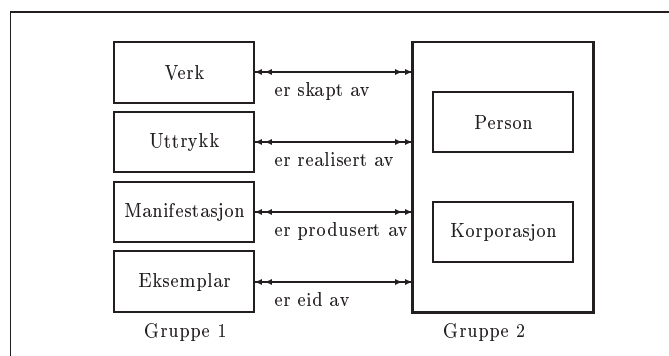 Verk
er skapt av
Person
Uttrykk
er realisert av
Manifestasjon
er produsert av
Korporasjon
Eksemplar
er eid av
Gruppe 1
Gruppe 2